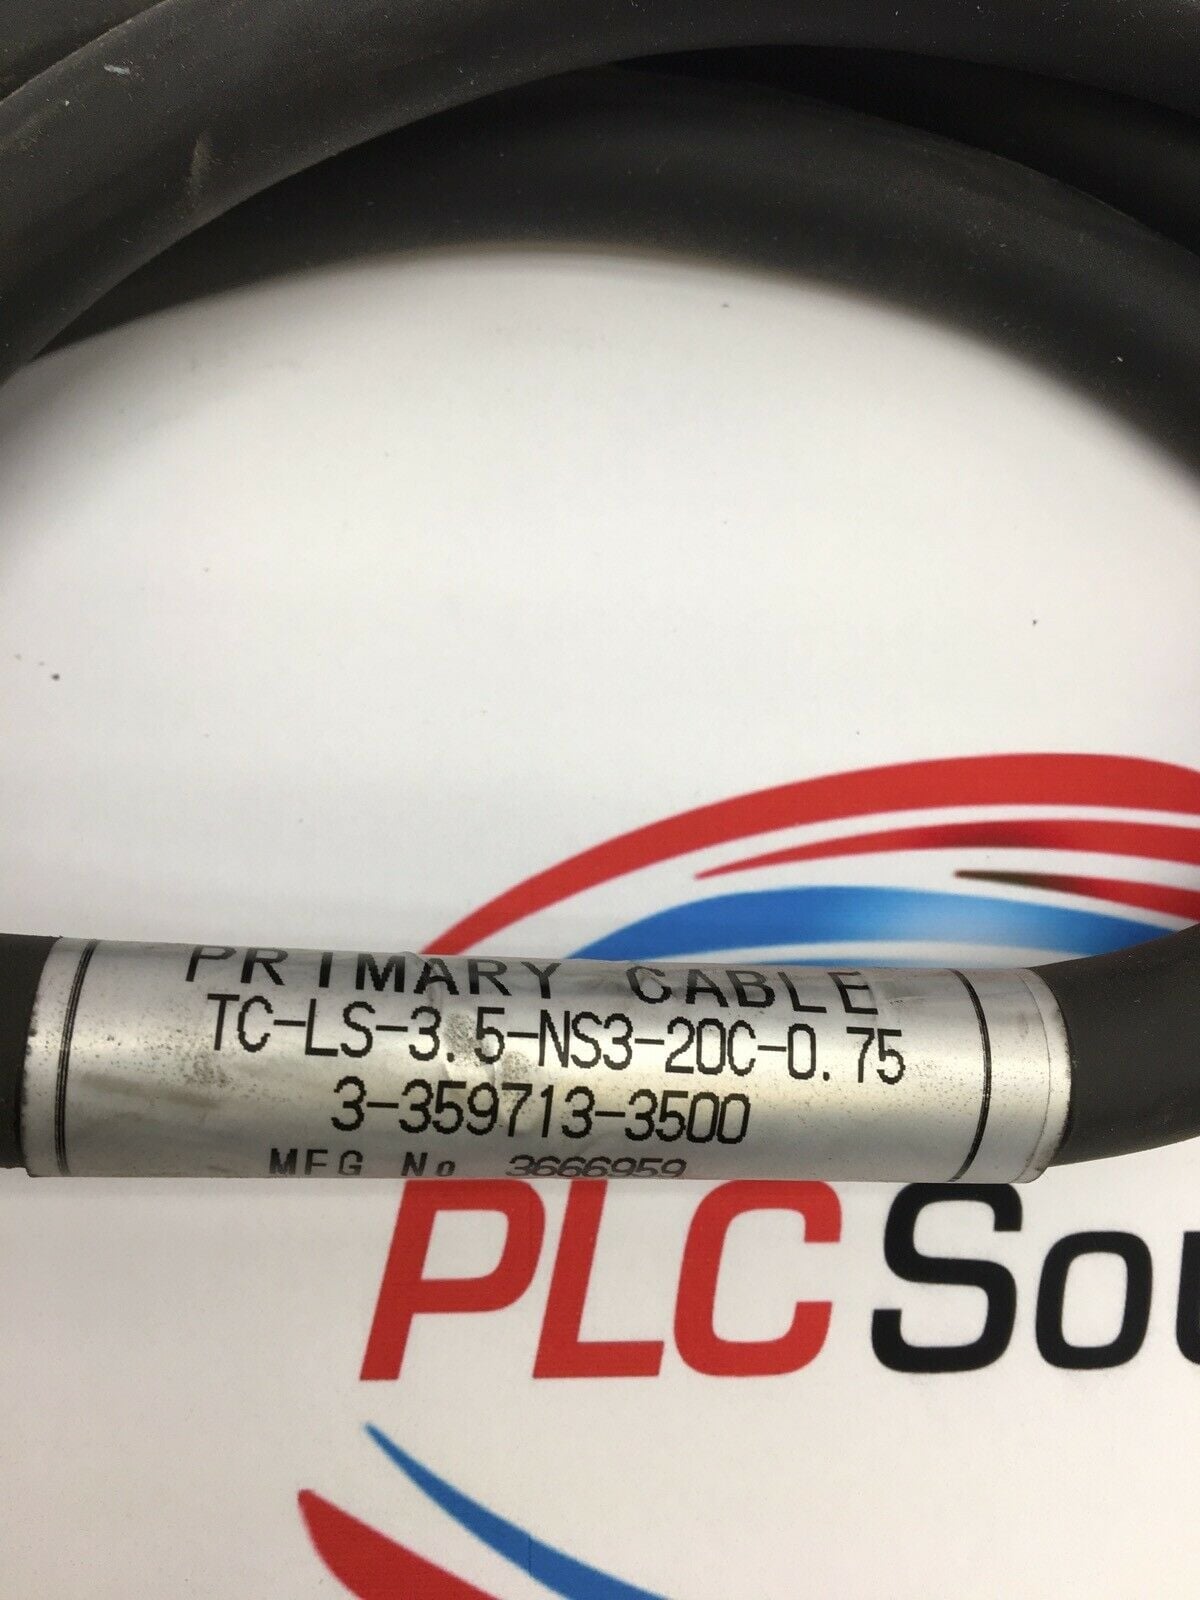 PRIMARY CABLE
TC-LS-3.5-NS3-20C-0.75
3-359713-3500
MFG No 3666959
PLC Sou